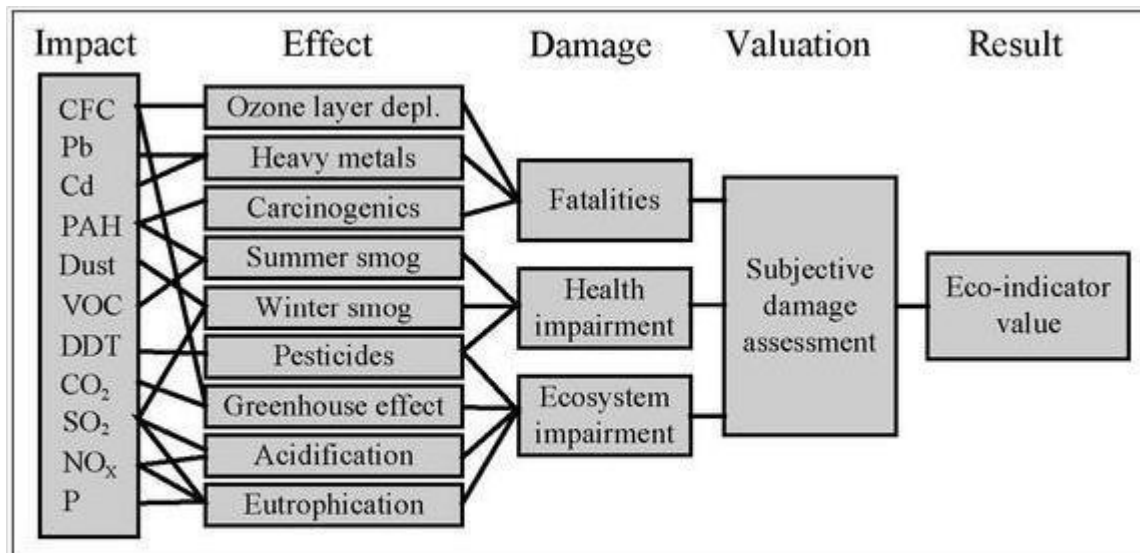 Impact
Effect
Damage
Valuation
Result
CFC
Pb
Cd
PAH
Dust
VOC
DDT
CO₂
SO₂
NOₓ
P
Ozone layer depl.
Heavy metals
Carcinogenics
Summer smog
Winter smog
Pesticides
Greenhouse effect
Acidification
Eutrophication
Fatalities
Health
impairment
Ecosystem
impairment
Subjective
damage
assessment
Eco-indicator
value